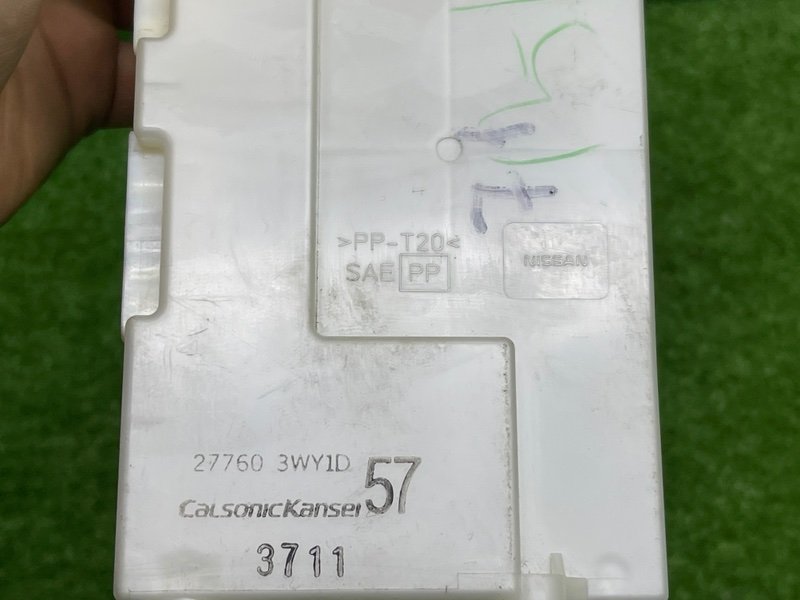 >PP-T20<
SAE PP
NISSAN
27760 3WY1D 57
CalsonicKansei
3711